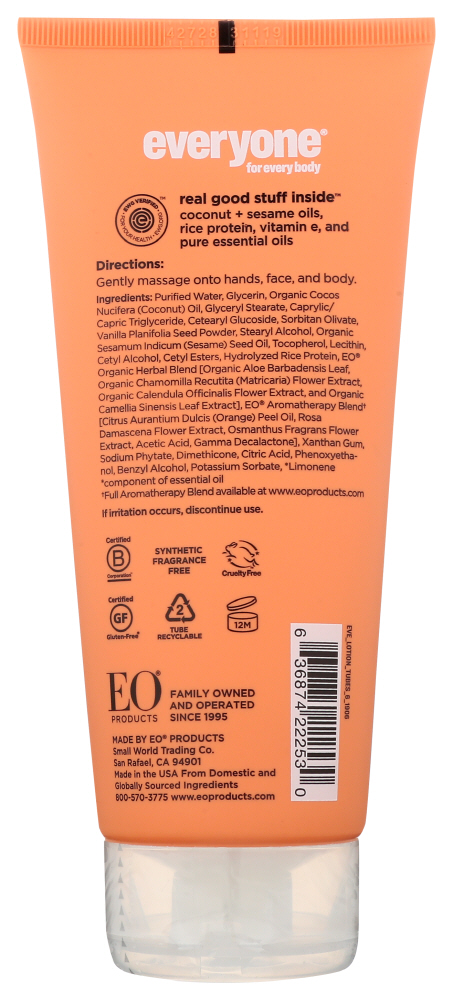 42728 31119
everyone®
for every body
EWG VERIFIED™
FOR YOUR HEALTH
real good stuff inside™
coconut + sesame oils,
rice protein, vitamin e, and
pure essential oils
Directions:
Gently massage onto hands, face, and body.
Ingredients: Purified Water, Glycerin, Organic Cocos
Nucifera (Coconut) Oil, Glyceryl Stearate, Caprylic/
Capric Triglyceride, Cetearyl Glucoside, Sorbitan Olivate,
Vanilla Planifolia Seed Powder, Stearyl Alcohol, Organic
Sesamum Indicum (Sesame) Seed Oil, Tocopherol, Lecithin,
Cetyl Alcohol, Cetyl Esters, Hydrolyzed Rice Protein, EO®
Organic Herbal Blend [Organic Aloe Barbadensis Leaf,
Organic Chamomilla Recutita (Matricaria) Flower Extract,
Organic Calendula Officinalis Flower Extract, and Organic
Camellia Sinensis Leaf Extract], EO® Aromatherapy Blend†
[Citrus Aurantium Dulcis (Orange) Peel Oil, Rosa
Damascena Flower Extract, Osmanthus Fragrans Flower
Extract, Acetic Acid, Gamma Decalactone], Xanthan Gum,
Sodium Phytate, Dimethicone, Citric Acid, Phenoxyetha-
nol, Benzyl Alcohol, Potassium Sorbate, *Limonene
*component of essential oil
†Full Aromatherapy Blend available at www.eoproducts.com
If irritation occurs, discontinue use.
Certified
B
Corporation®
SYNTHETIC
FRAGRANCE
FREE
Cruelty Free
Certified
GF
Gluten-Free®
2
TUBE
RECYCLABLE
12M
EVE_LOTION_TUBES_6_1906
6 36874 22253 0
EO®
PRODUCTS
FAMILY OWNED
AND OPERATED
SINCE 1995
MADE BY EO® PRODUCTS
Small World Trading Co.
San Rafael, CA 94901
Made in the USA From Domestic and
Globally Sourced Ingredients
800-570-3775 www.eoproducts.com